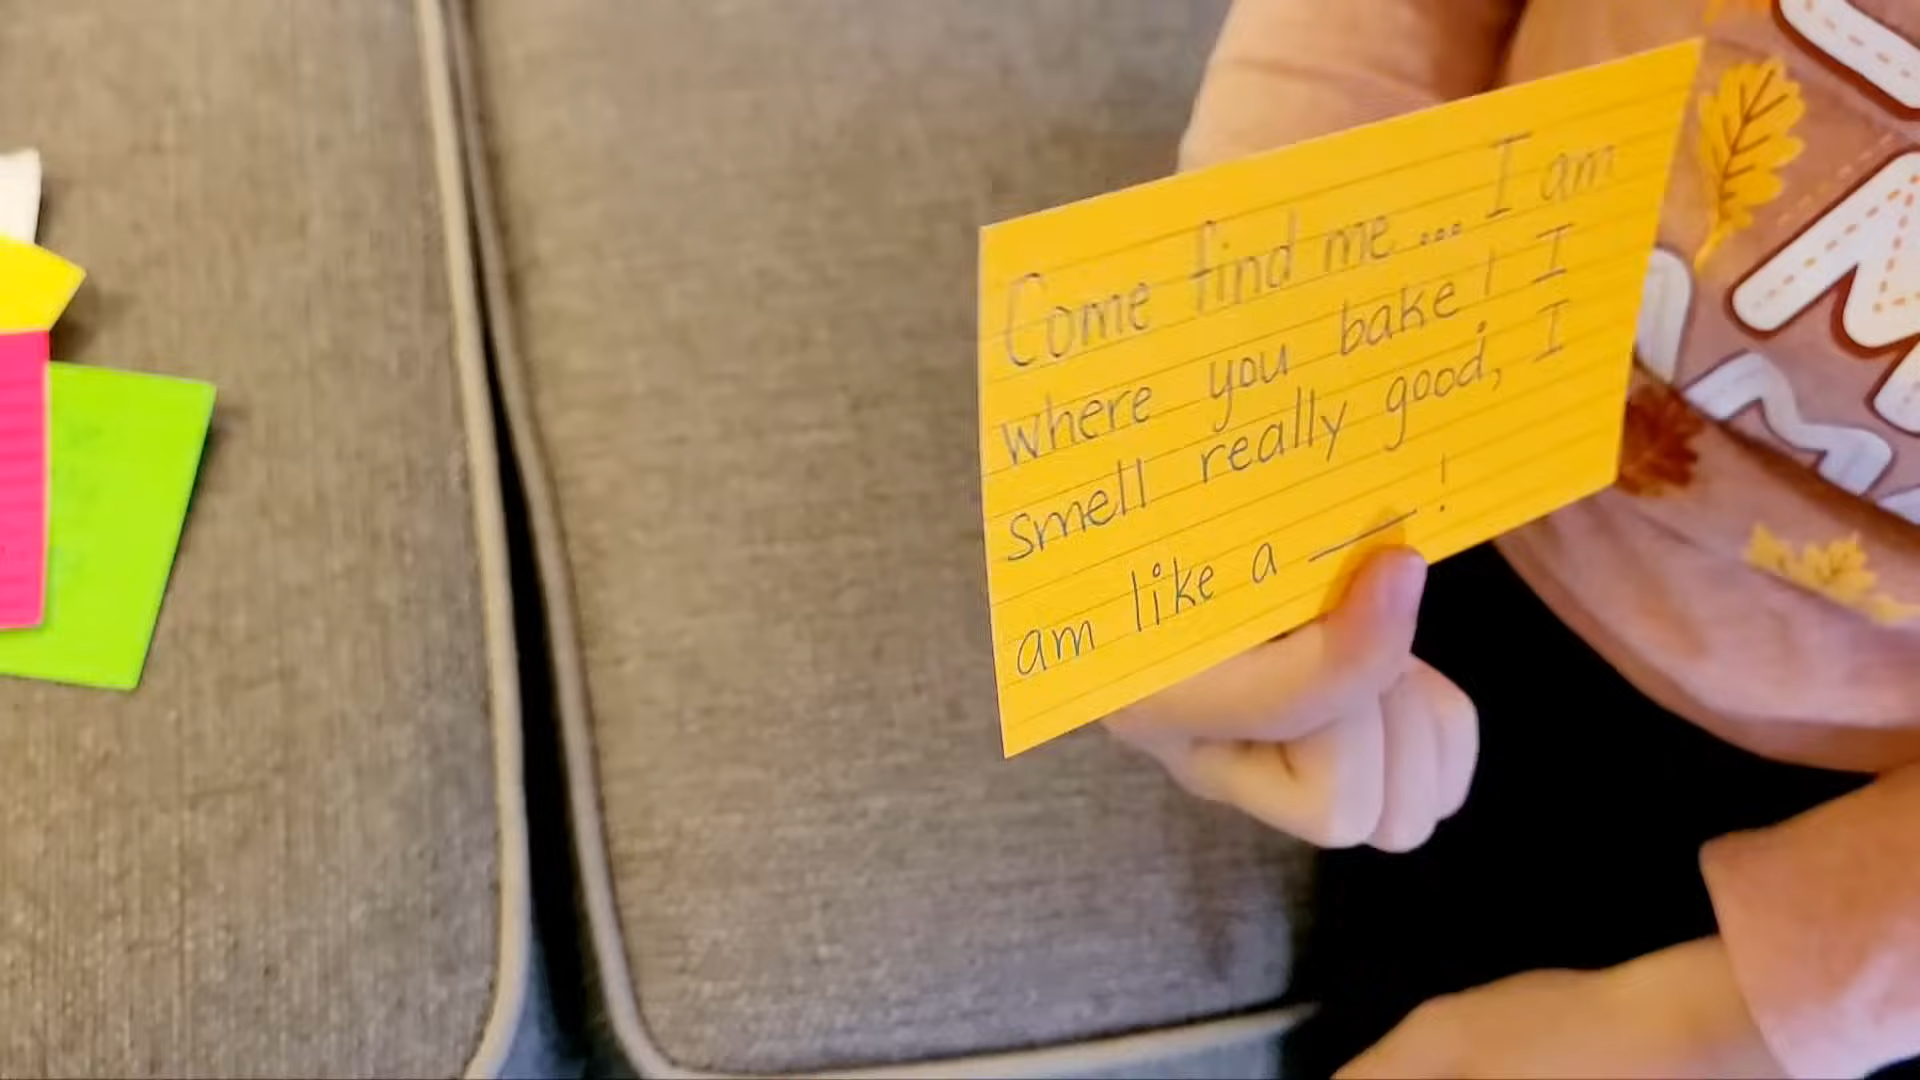 Come find me... I am
where you bake! I
smell really good, I
am like a ___!